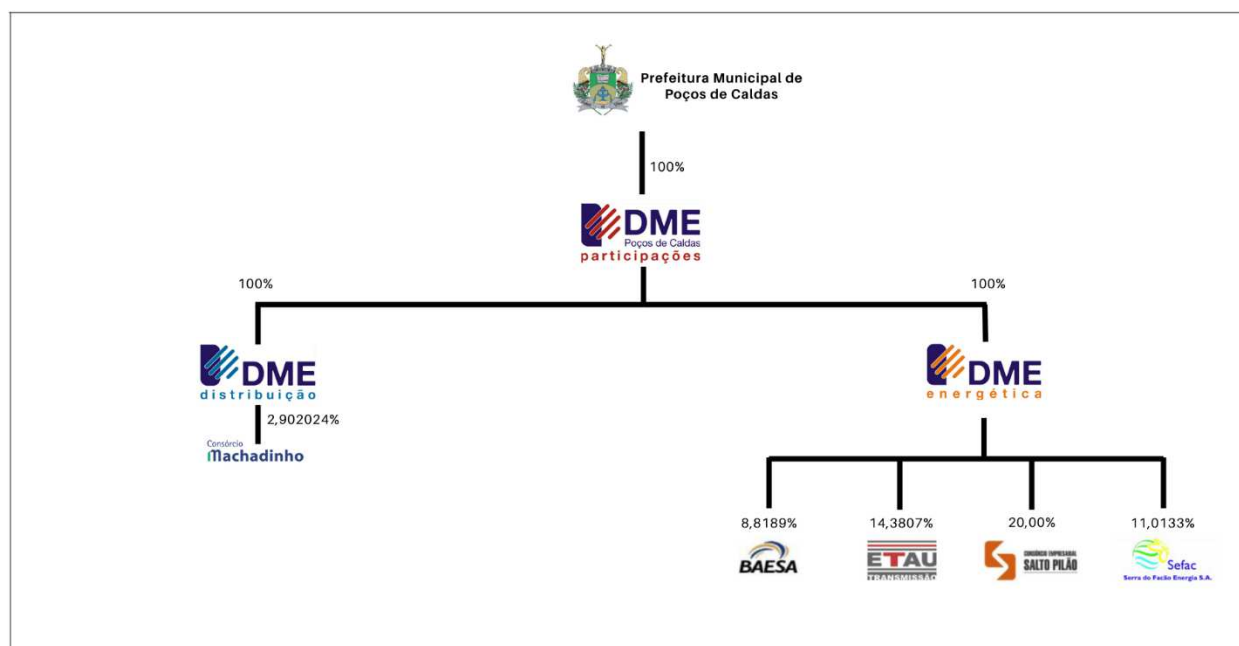 Prefeitura Municipal de
Poços de Caldas
100%
DME
Poços de Caldas
participações
100%
100%
DME
distribuição
DME
energética
2,902024%
Consórcio
Machadinho
8,8189%
14,3807%
20,00%
11,0133%
BAESA
ETAU
TRANSMISSÃO
CONSÓRCIO EMPRESARIAL
SALTO PILÃO
Sefac
Serra do Facão Energia S.A.